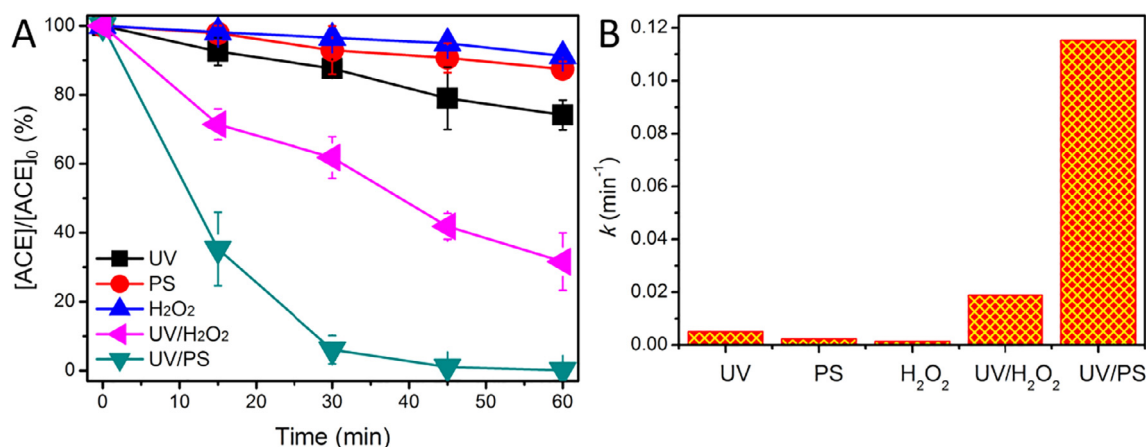 A
[ACE]/[ACE]₀ (%)
100
80
60
40
20
0
UV
PS
H₂O₂
UV/H₂O₂
UV/PS
0 10 20 30 40 50 60
Time (min)
B
k (min⁻¹)
0.12
0.10
0.08
0.06
0.04
0.02
0.00
UV PS H₂O₂ UV/H₂O₂ UV/PS